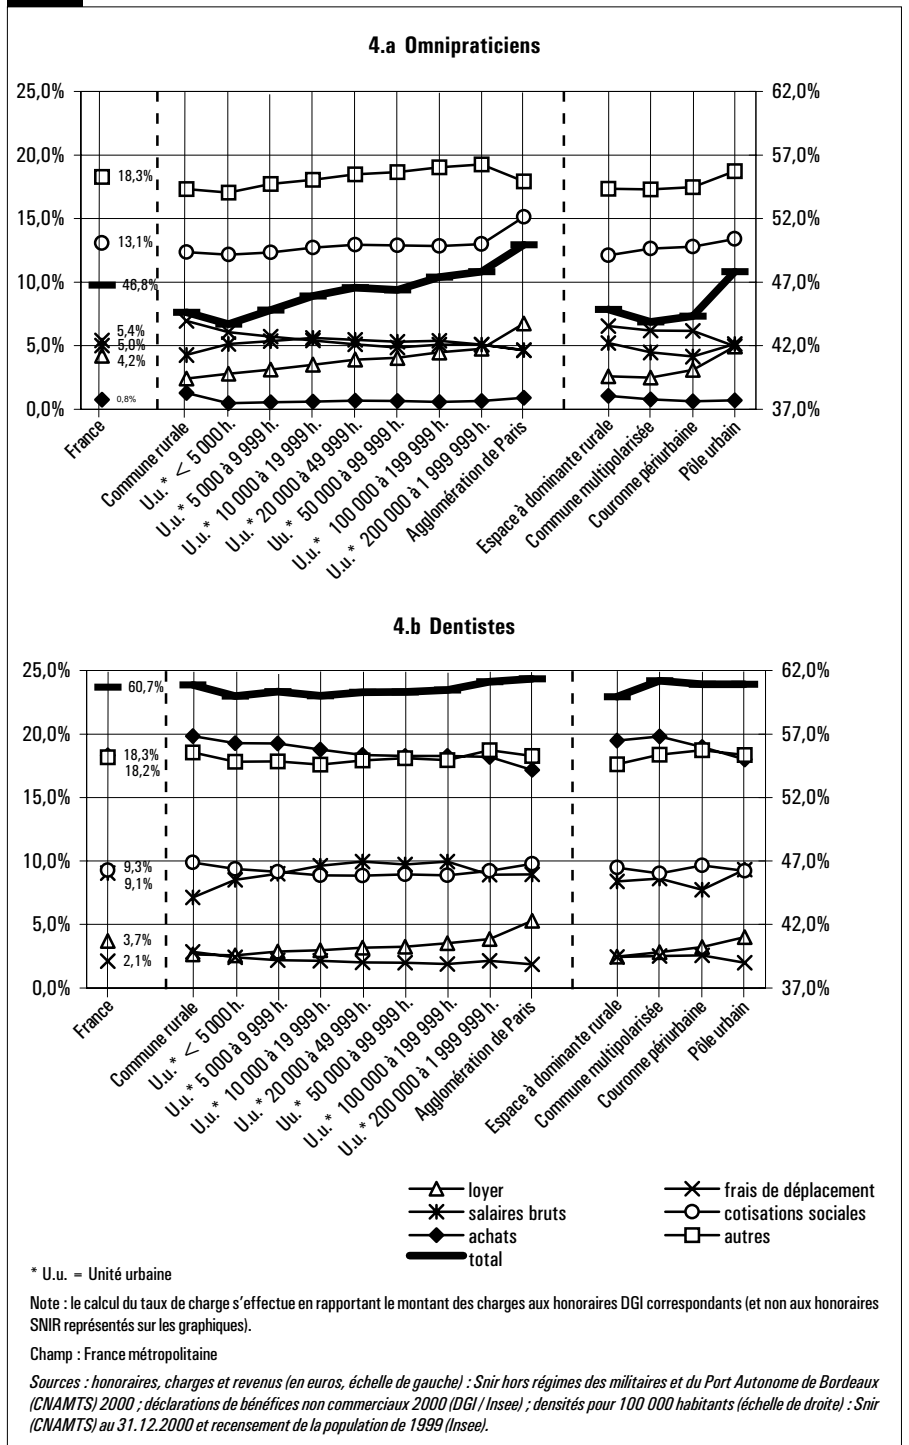 4.a Omnipraticiens
25,0%
20,0%
15,0%
10,0%
5,0%
0,0%
62,0%
57,0%
52,0%
47,0%
42,0%
37,0%
18,3%
13,1%
46,8%
5,4%
5,0%
4,2%
0,8%
France
Commune rurale
U.u.* < 5 000 h.
U.u.* 5 000 à 9 999 h.
U.u.* 10 000 à 19 999 h.
U.u.* 20 000 à 49 999 h.
Uu.* 50 000 à 99 999 h.
U.u.* 100 000 à 199 999 h.
U.u.* 200 000 à 1 999 999 h.
Agglomération de Paris
Espace à dominante rurale
Commune multipolarisée
Couronne périurbaine
Pôle urbain
4.b Dentistes
25,0%
20,0%
15,0%
10,0%
5,0%
0,0%
62,0%
57,0%
52,0%
47,0%
42,0%
37,0%
60,7%
18,3%
18,2%
9,3%
9,1%
3,7%
2,1%
France
Commune rurale
U.u.* < 5 000 h.
U.u.* 5 000 à 9 999 h.
U.u.* 10 000 à 19 999 h.
U.u.* 20 000 à 49 999 h.
Uu.* 50 000 à 99 999 h.
U.u.* 100 000 à 199 999 h.
U.u.* 200 000 à 1 999 999 h.
Agglomération de Paris
Espace à dominante rurale
Commune multipolarisée
Couronne périurbaine
Pôle urbain
loyer
frais de déplacement
salaires bruts
cotisations sociales
achats
autres
total
* U.u. = Unité urbaine
Note : le calcul du taux de charge s'effectue en rapportant le montant des charges aux honoraires DGI correspondants (et non aux honoraires
SNIR représentés sur les graphiques).
Champ : France métropolitaine
Sources : honoraires, charges et revenus (en euros, échelle de gauche) : Snir hors régimes des militaires et du Port Autonome de Bordeaux
(CNAMTS) 2000 ; déclarations de bénéfices non commerciaux 2000 (DGI / Insee) ; densités pour 100 000 habitants (échelle de droite) : Snir
(CNAMTS) au 31.12.2000 et recensement de la population de 1999 (Insee).